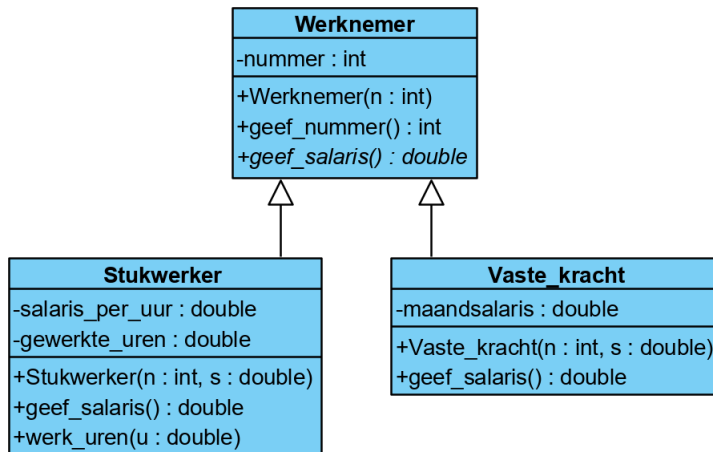 Werknemer
-nummer : int
+Werknemer(n : int)
+geef_nummer() : int
+geef_salaris() : double
Stukwerker
-salaris_per_uur : double
-gewerkte_uren : double
+Stukwerker(n : int, s : double)
+geef_salaris() : double
+werk_uren(u : double)
Vaste_kracht
-maandsalaris : double
+Vaste_kracht(n : int, s : double)
+geef_salaris() : double